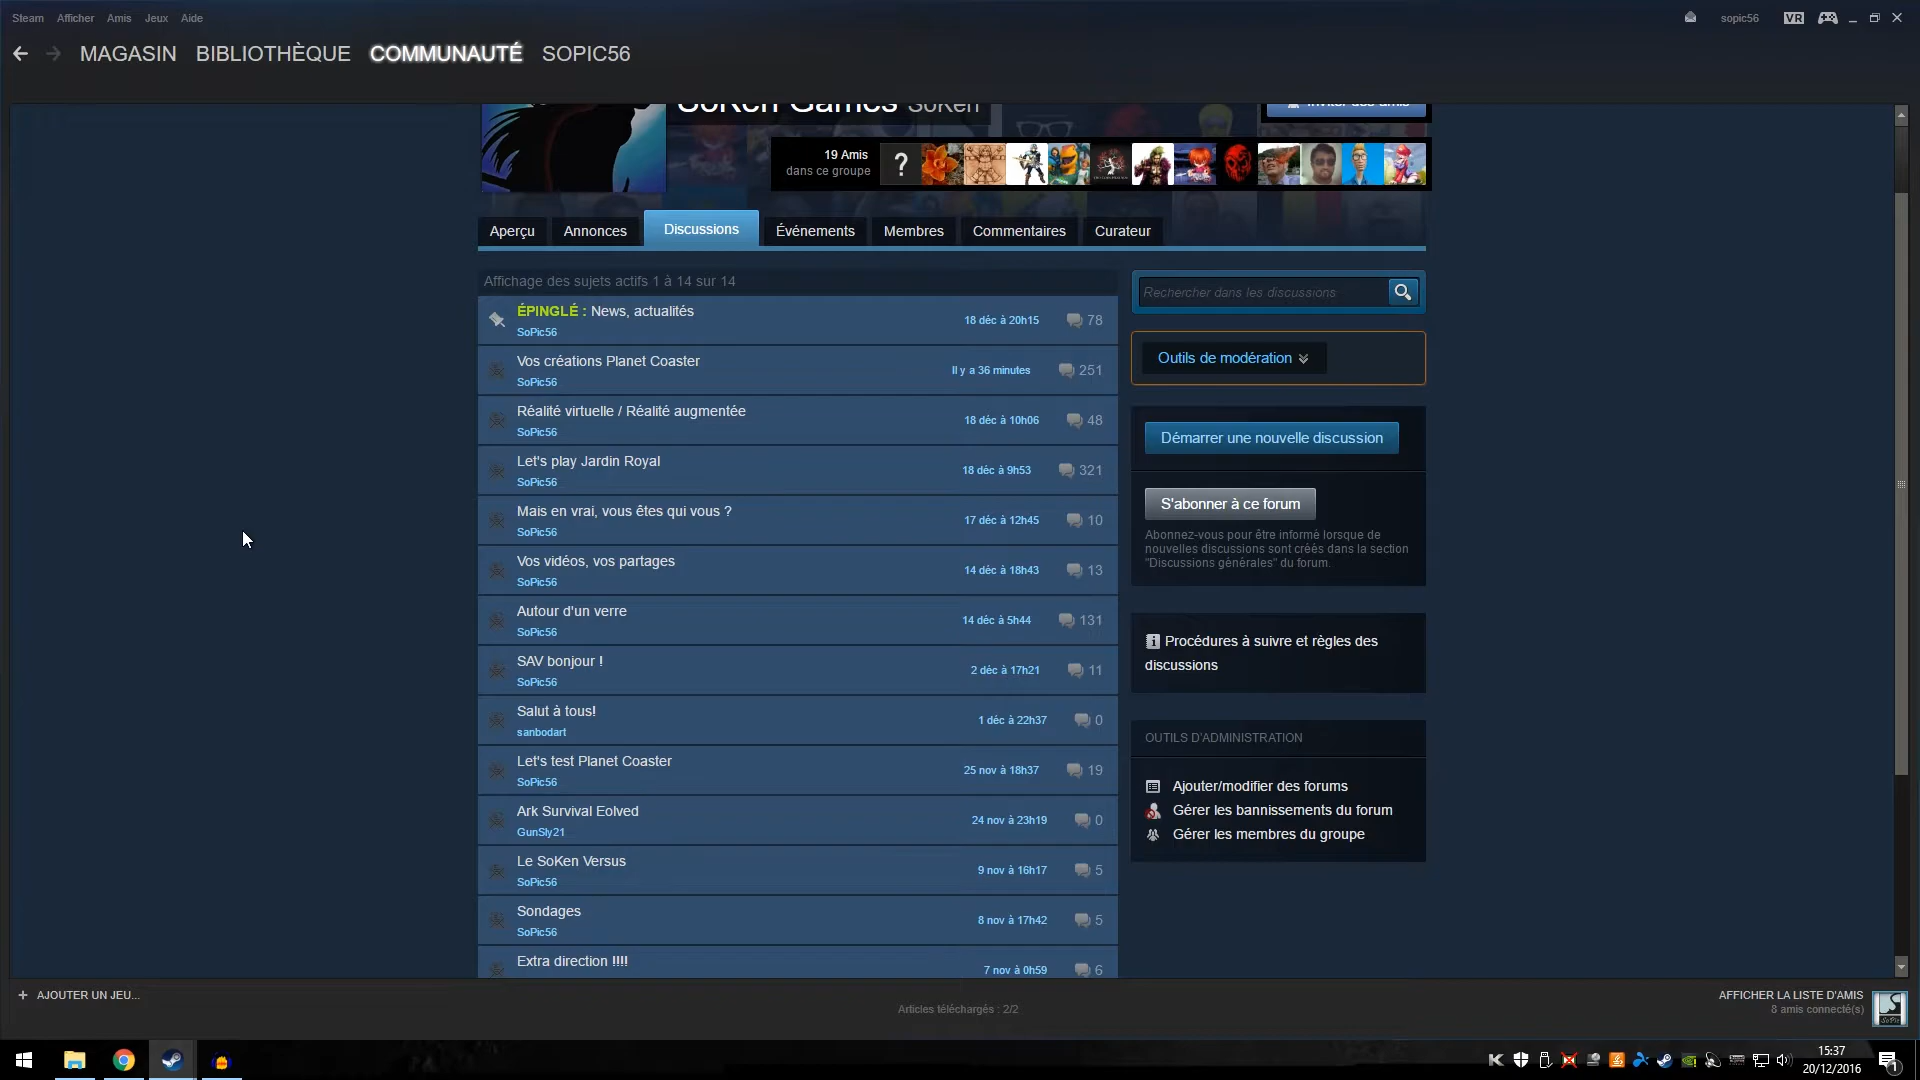 Steam Afficher Amis Jeux Aide
sopic56 VR
MAGASIN BIBLIOTHÈQUE COMMUNAUTÉ SOPIC56
SoKen Games SoKen
Inviter des amis
19 Amis
dans ce groupe
?
Aperçu Annonces Discussions Événements Membres Commentaires Curateur
Affichage des sujets actifs 1 à 14 sur 14
ÉPINGLÉ : News, actualités
SoPic56
18 déc à 20h15 78
Vos créations Planet Coaster
SoPic56
Il y a 36 minutes 251
Réalité virtuelle / Réalité augmentée
SoPic56
18 déc à 10h06 48
Let's play Jardin Royal
SoPic56
18 déc à 9h53 321
Mais en vrai, vous êtes qui vous ?
SoPic56
17 déc à 12h45 10
Vos vidéos, vos partages
SoPic56
14 déc à 18h43 13
Autour d'un verre
SoPic56
14 déc à 5h44 131
SAV bonjour !
SoPic56
2 déc à 17h21 11
Salut à tous!
sanbodart
1 déc à 22h37 0
Let's test Planet Coaster
SoPic56
25 nov à 18h37 19
Ark Survival Eolved
GunSly21
24 nov à 23h19 0
Le SoKen Versus
SoPic56
9 nov à 16h17 5
Sondages
SoPic56
8 nov à 17h42 5
Extra direction !!!!
7 nov à 0h59 6
Rechercher dans les discussions
Outils de modération
Démarrer une nouvelle discussion
S'abonner à ce forum
Abonnez-vous pour être informé lorsque de
nouvelles discussions sont créés dans la section
"Discussions générales" du forum.
Procédures à suivre et règles des
discussions
OUTILS D'ADMINISTRATION
Ajouter/modifier des forums
Gérer les bannissements du forum
Gérer les membres du groupe
+ AJOUTER UN JEU...
Articles téléchargés : 2/2
AFFICHER LA LISTE D'AMIS
8 amis connecté(s)
15:37
20/12/2016
1